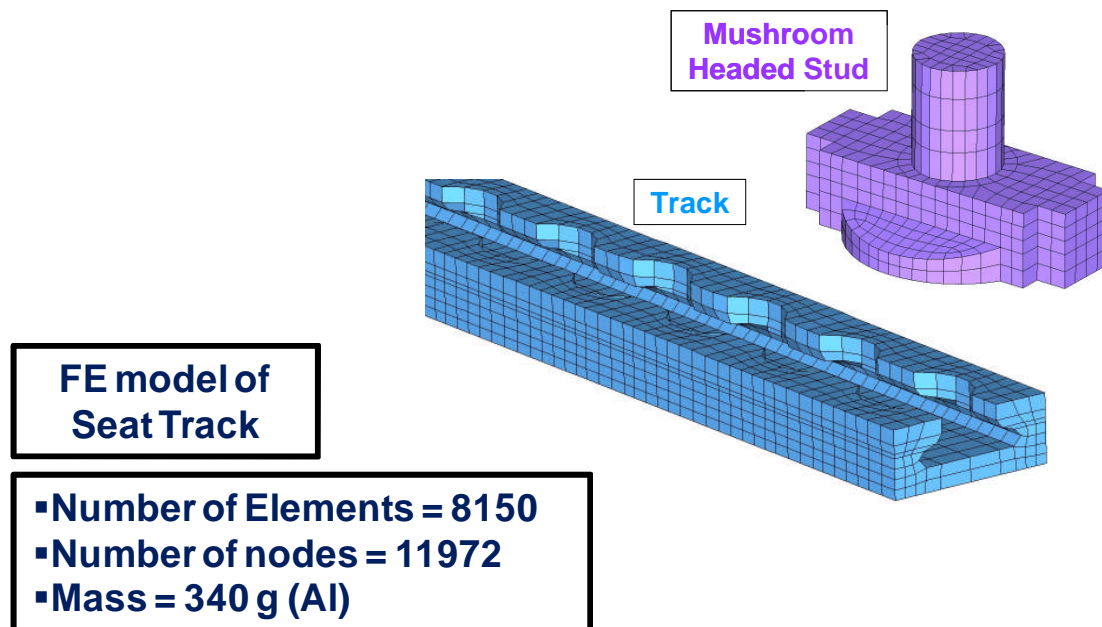 Mushroom
Headed Stud
Track
FE model of
Seat Track
▪Number of Elements = 8150
▪Number of nodes = 11972
▪Mass = 340 g (Al)